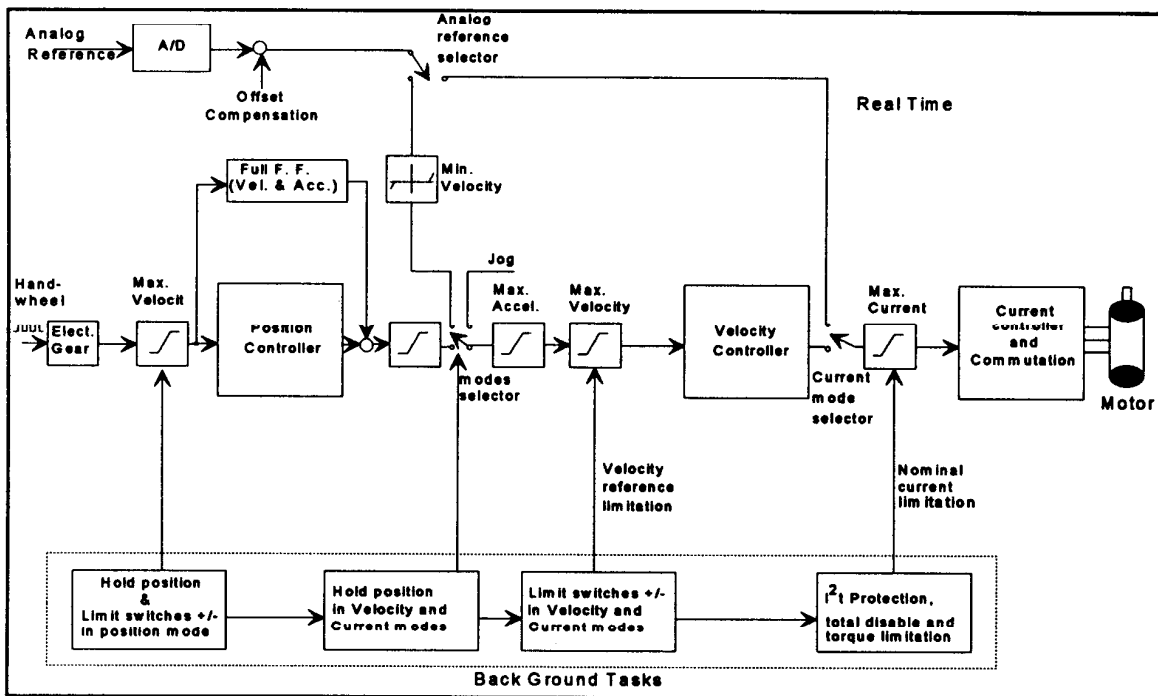 Analog
Reference
A/D
Offset
Compensation
Analog
reference
selector
Real Time
Full F. F.
(Vel. & Acc.)
Min.
Velocity
Jog
Hand-
wheel
Elect.
Gear
Max.
Velocit
Position
Controller
modes
selector
Max.
Accel.
Max.
Velocity
Velocity
Controller
Current
mode
selector
Max.
Current
Current
controller
and
Commutation
Motor
Velocity
reference
limitation
Nominal
current
limitation
Hold position
&
Limit switches +/-
in position mode
Hold position
in Velocity and
Current modes
Limit switches +/-
in Velocity and
Current modes
I²t Protection,
total disable and
torque limitation
Back Ground Tasks